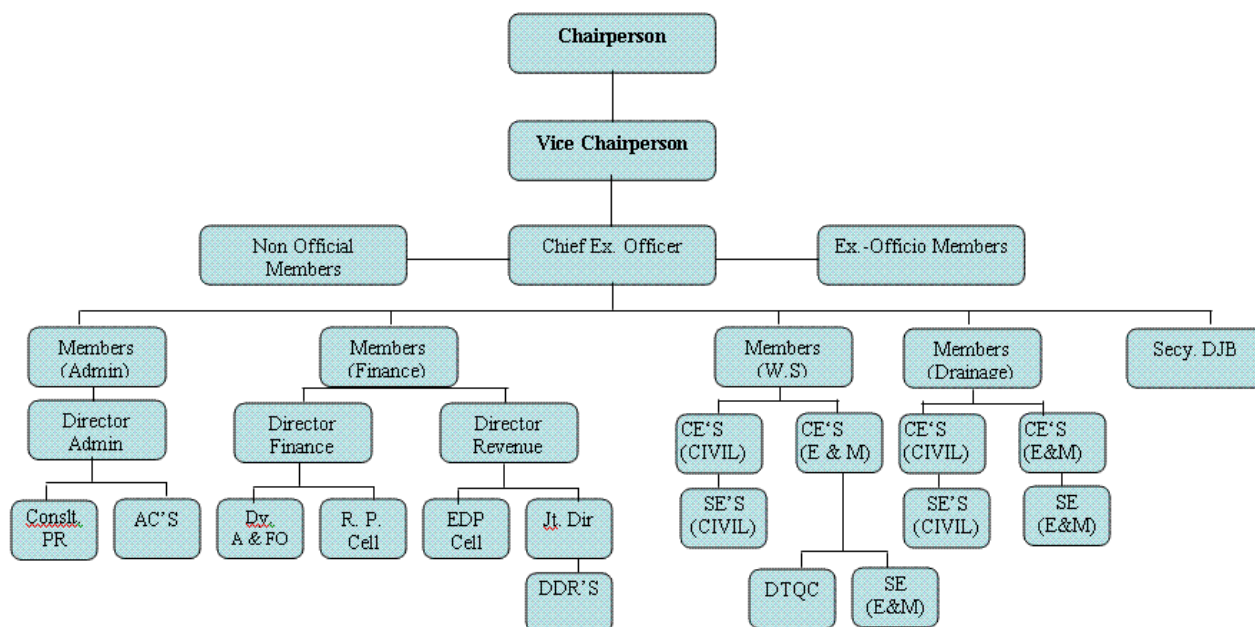 Chairperson
Vice Chairperson
Non Official
Members
Chief Ex. Officer
Ex.-Officio Members
Members
(Admin)
Members
(Finance)
Members
(W.S)
Members
(Drainage)
Secy. DJB
Director
Admin
Director
Finance
Director
Revenue
CE‘S
(CIVIL)
CE‘S
(E & M)
CE‘S
(CIVIL)
CE‘S
(E&M)
Conslt.
PR
AC’S
Dy.
A & FO
R. P.
Cell
EDP
Cell
Jt. Dir
SE’S
(CIVIL)
SE’S
(CIVIL)
SE
(E&M)
DDR’S
DTQC
SE
(E&M)